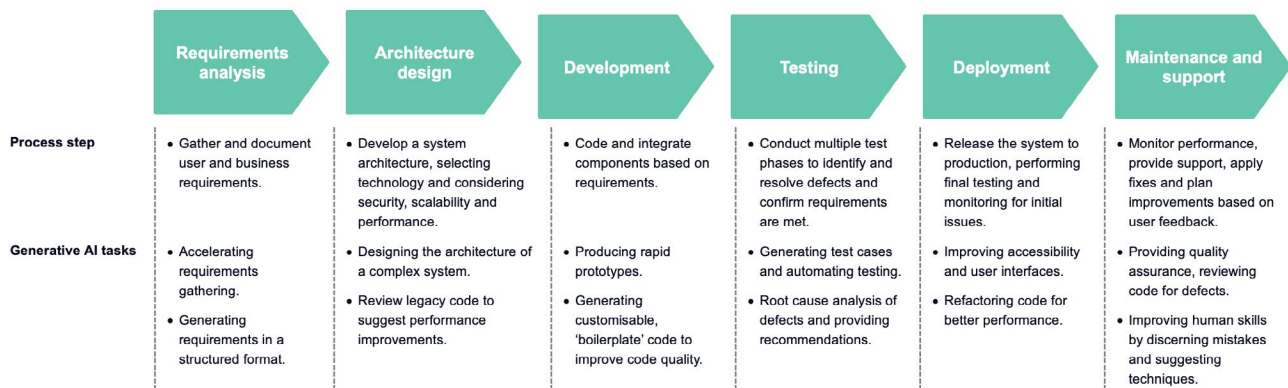 Requirements
analysis
Architecture
design
Development
Testing
Deployment
Maintenance and
support
Process step
• Gather and document
user and business
requirements.
• Develop a system
architecture, selecting
technology and considering
security, scalability and
performance.
• Code and integrate
components based on
requirements.
• Conduct multiple test
phases to identify and
resolve defects and
confirm requirements
are met.
• Release the system to
production, performing
final testing and
monitoring for initial
issues.
• Monitor performance,
provide support, apply
fixes and plan
improvements based on
user feedback.
Generative AI tasks
• Accelerating
requirements
gathering.
• Generating
requirements in a
structured format.
• Designing the architecture of
a complex system.
• Review legacy code to
suggest performance
improvements.
• Producing rapid
prototypes.
• Generating
customisable,
‘boilerplate’ code to
improve code quality.
• Generating test cases
and automating testing.
• Root cause analysis of
defects and providing
recommendations.
• Improving accessibility
and user interfaces.
• Refactoring code for
better performance.
• Providing quality
assurance, reviewing
code for defects.
• Improving human skills
by discerning mistakes
and suggesting
techniques.